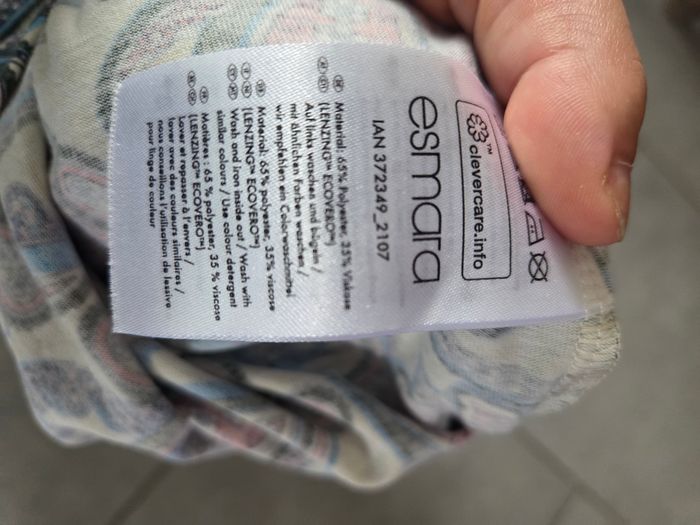 clevercare.info
esmara
IAN 372349_2107
Material: 65% Polyester, 35% Viskose
(LENZING™ ECOVERO™)
Auf links waschen und bügeln /
mit ähnlichen Farben waschen /
wir empfehlen ein Colorwaschmittel
Material: 65% polyester, 35% viscose
(LENZING™ ECOVERO™)
Wash and iron inside out / Wash with
similar colours / Use colour detergent
Matières : 65 % polyester, 35 % viscose
(LENZING™ ECOVERO™)
Laver et repasser à l'envers /
laver avec des couleurs similaires /
nous conseillons l'utilisation de lessive
pour linge de couleur